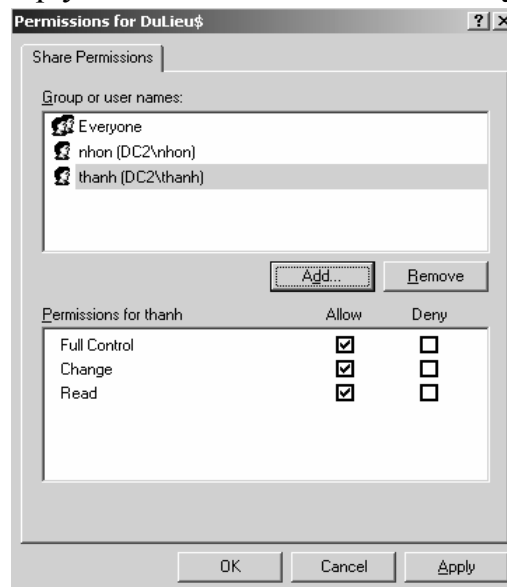 Permissions for DuLieu$ ? X
Share Permissions
Group or user names:
Everyone
nhon (DC2\nhon)
thanh (DC2\thanh)
Add... Remove
Permissions for thanh Allow Deny
Full Control
Change
Read
OK Cancel Apply